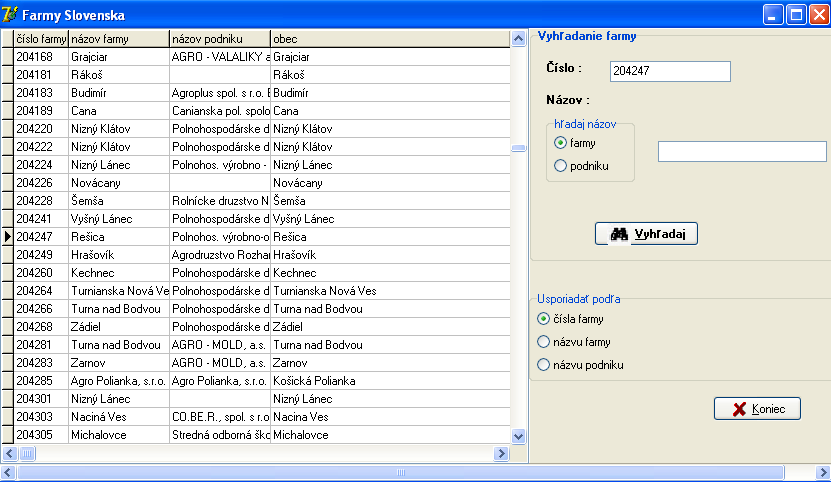 Farmy Slovenska
číslo farmy názov farmy názov podniku obec
204168 Grajciar AGRO - VALALIKY a Grajciar
204181 Rákoš Rákoš
204183 Budimír Agroplus spol. s r.o. B Budimír
204189 Cana Canianska pol. spolo Cana
204220 Nizný Klátov Polnohospodárske d Nizný Klátov
204222 Nizný Klátov Polnohospodárske d Nizný Klátov
204224 Nizný Lánec Polnohos. výrobno - Nizný Lánec
204226 Novácany Novácany
204228 Šemša Rolnícke druzstvo N Šemša
204241 Vyšný Lánec Polnohospodárske d Vyšný Lánec
204247 Rešica Polnohos. výrobno-o Rešica
204249 Hrašovík Agrodruzstvo Rozhan Hrašovík
204260 Kechnec Polnohospodárske d Kechnec
204264 Turnianska Nová Ve Polnohospodárske d Turnianska Nová Ves
204266 Turna nad Bodvou Polnohospodárske d Turna nad Bodvou
204268 Zádiel Polnohospodárske d Zádiel
204281 Turna nad Bodvou AGRO - MOLD, a.s. Turna nad Bodvou
204283 Zarnov AGRO - MOLD, a.s. Zarnov
204285 Agro Polianka, s.r.o. Agro Polianka, s.r.o. Košická Polianka
204301 Nizný Lánec Nizný Lánec
204303 Naciná Ves CO.BE.R., spol. s r.o Nacina Ves
204305 Michalovce Stredná odborná ško Michalovce
Vyhľadanie farmy
Číslo : 204247
Názov :
hľadaj názov
farmy
podniku
Vyhľadaj
Usporiadať podľa
čísla farmy
názvu farmy
názvu podniku
Koniec